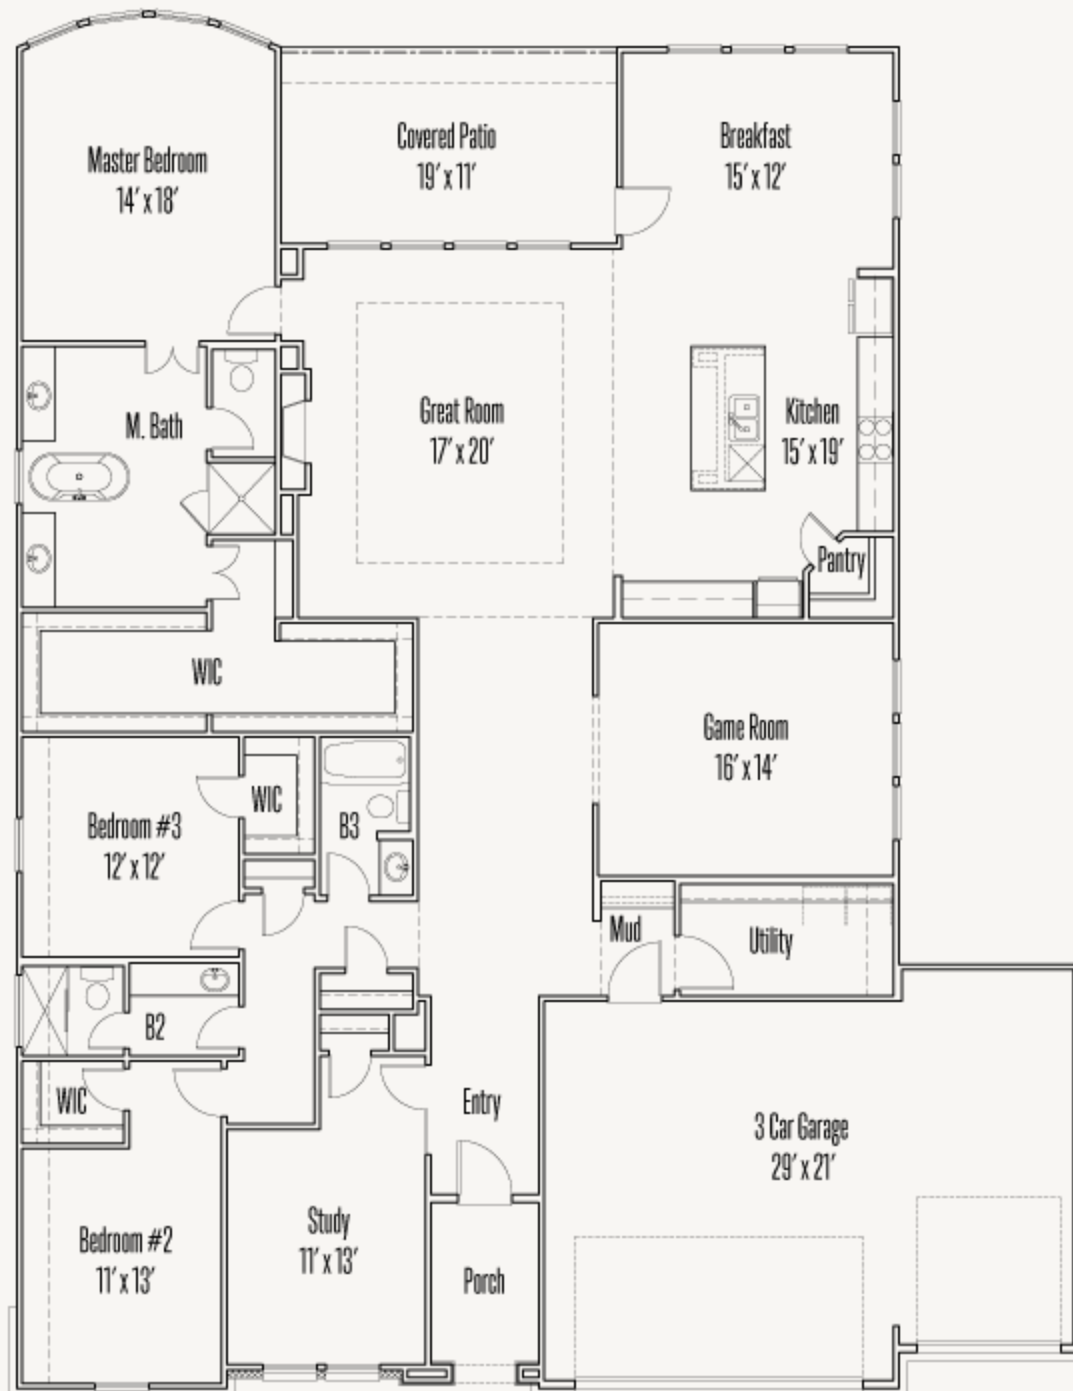 Master Bedroom
14' x 18'
Covered Patio
19' x 11'
Breakfast
15' x 12'
M. Bath
Great Room
17' x 20'
Kitchen
15' x 19'
Pantry
WIC
Game Room
16' x 14'
Bedroom #3
12' x 12'
WIC
B3
Mud
Utility
B2
WIC
Entry
3 Car Garage
29' x 21'
Bedroom #2
11' x 13'
Study
11' x 13'
Porch